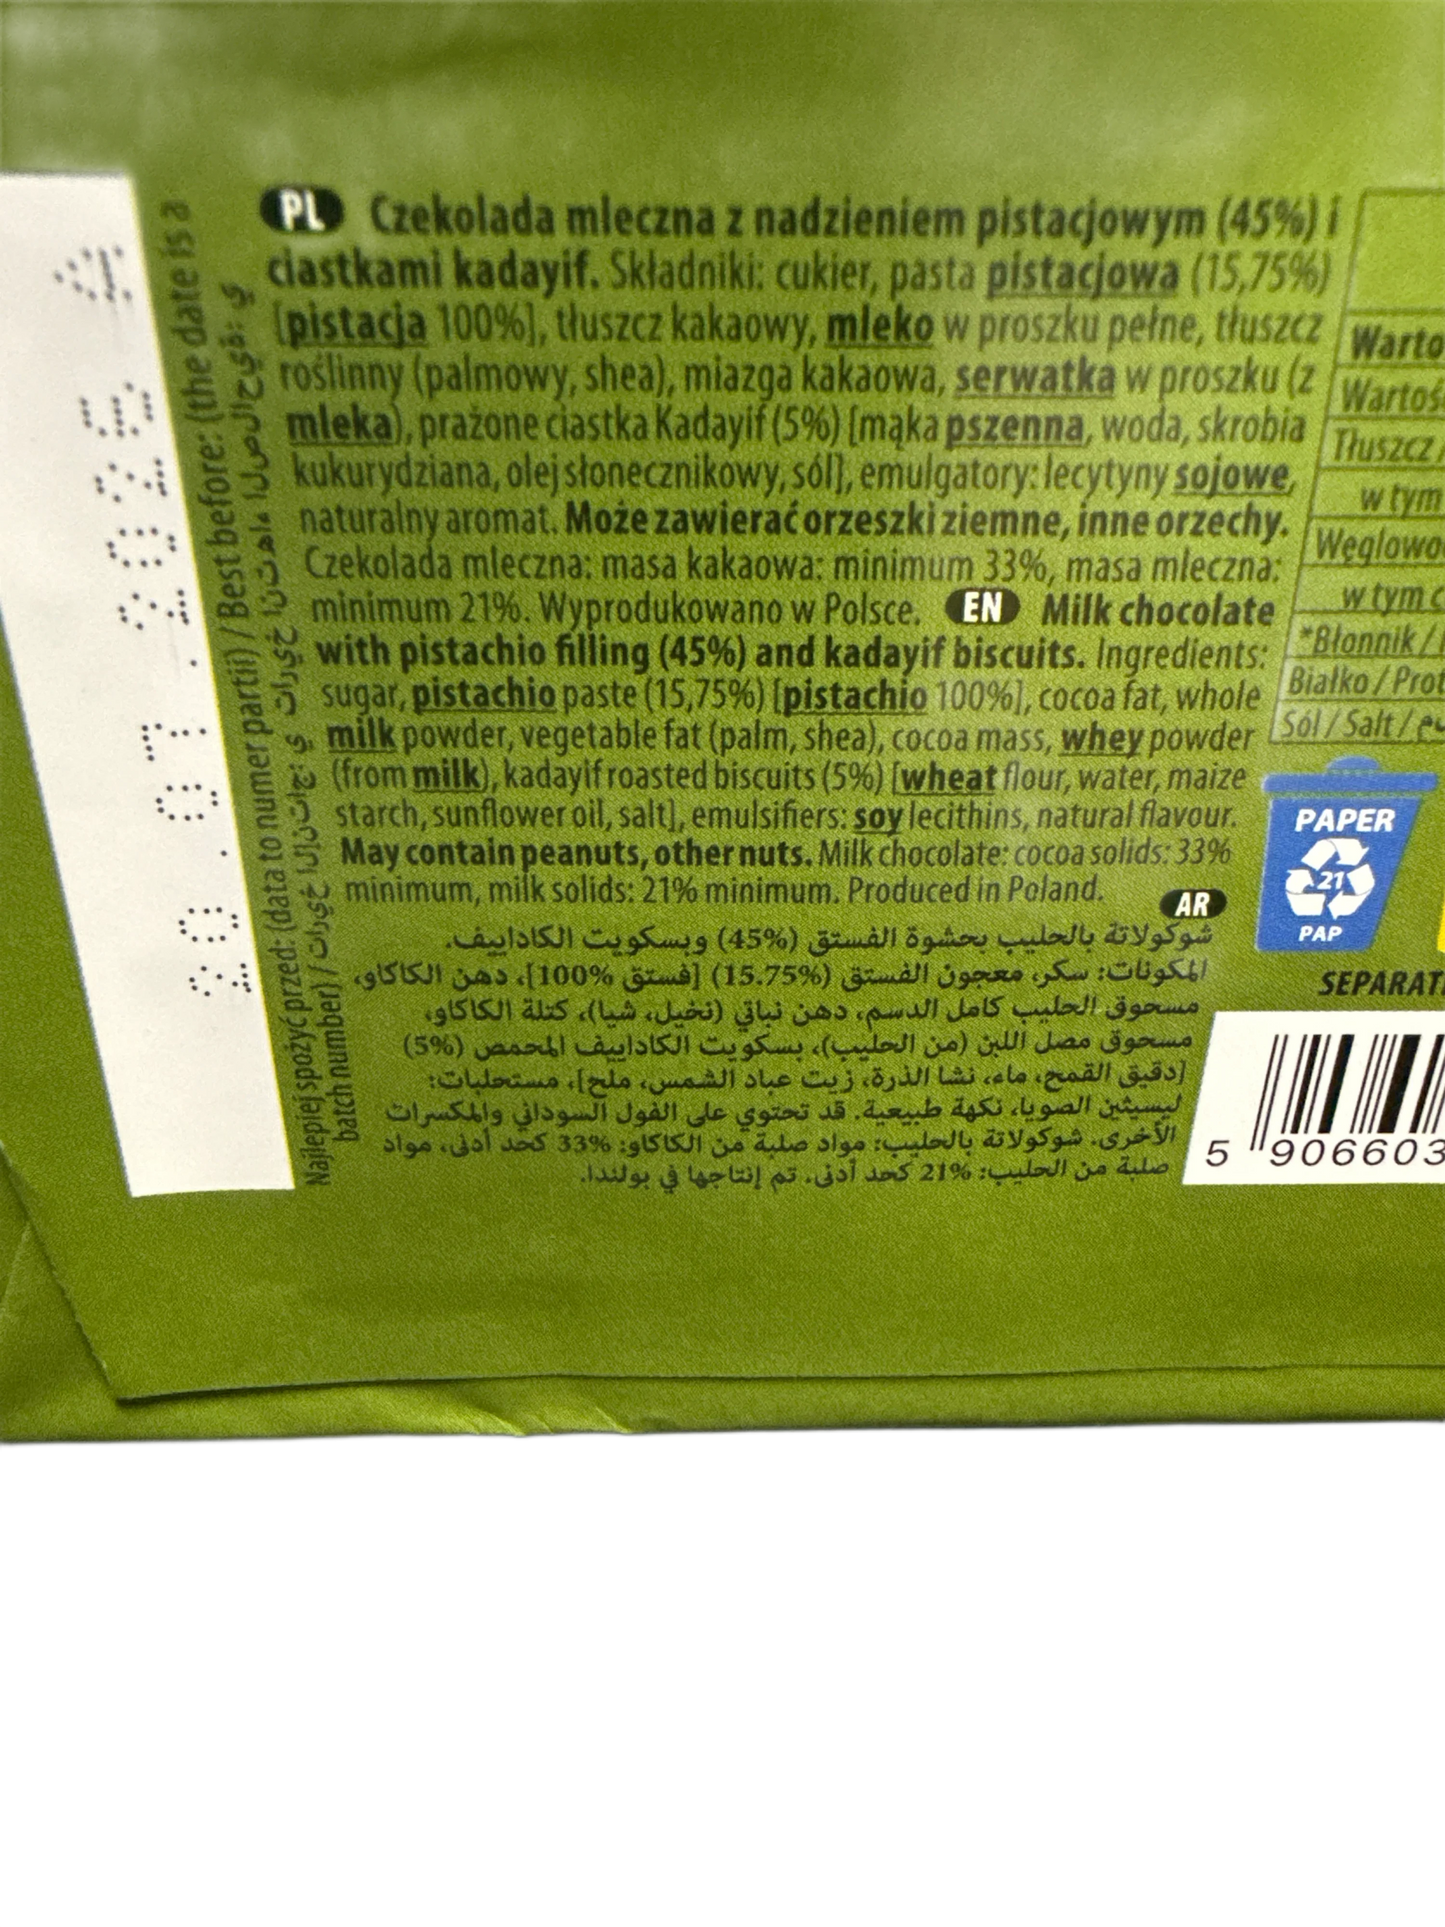 PL Czekolada mleczna z nadzieniem pistacjowym (45%) i
ciastkami kadayif. Składniki: cukier, pasta pistacjowa (15,75%)
[pistacja 100%], tłuszcz kakaowy, mleko w proszku pełne, tłuszcz
roślinny (palmowy, shea), miazga kakaowa, serwatka w proszku (z
mleka), prażone ciastka Kadayif (5%) [mąka pszenna, woda, skrobia
kukurydziana, olej słonecznikowy, sól], emulgatory: lecytyny sojowe,
naturalny aromat. Może zawierać orzeszki ziemne, inne orzechy.
Czekolada mleczna: masa kakaowa: minimum 33%, masa mleczna:
minimum 21%. Wyprodukowano w Polsce. EN Milk chocolate
with pistachio filling (45%) and kadayif biscuits. Ingredients:
sugar, pistachio paste (15,75%) [pistachio 100%], cocoa fat, whole
milk powder, vegetable fat (palm, shea), cocoa mass, whey powder
(from milk), kadayif roasted biscuits (5%) [wheat flour, water, maize
starch, sunflower oil, salt], emulsifiers: soy lecithins, natural flavour.
May contain peanuts, other nuts. Milk chocolate: cocoa solids: 33%
minimum, milk solids: 21% minimum. Produced in Poland.
AR
شوكولاتة بالحليب بحشوة الفستق (45%) وبسكويت الكادايف.
المكونات: سكر، معجون الفستق (15.75%) [فستق 100%]، دهن الكاكاو،
مسحوق الحليب كامل الدسم، دهن نباتي (نخيل، شيا)، كتلة الكاكاو،
مسحوق مصل اللبن (من الحليب)، بسكويت الكاداييف المحمص (5%)
[دقيق القمح، ماء، نشا الذرة، زيت عباد الشمس، ملح]، مستحلبات:
ليسيثين الصويا، نكهة طبيعية. قد تحتوي على الفول السوداني والمكسرات
الأخرى. شوكولاتة بالحليب: مواد صلبة من الكاكاو: 33% كحد أدنى، مواد
صلبة من الحليب: 21% كحد أدنى. تم إنتاجها في بولندا.
Najlepiej spożyć przed: (data to numer partii) / Best before: (the date is a
batch number) / تاريخ الإنتاج: ي تاريخ انتهاء الصلاحية: ي
20.07.2026 A
Tłuszcz /
w tym
w tym
*Błonnik /
Białko / Prot
Sól / Salt /
PAPER
21
PAP
5 906603